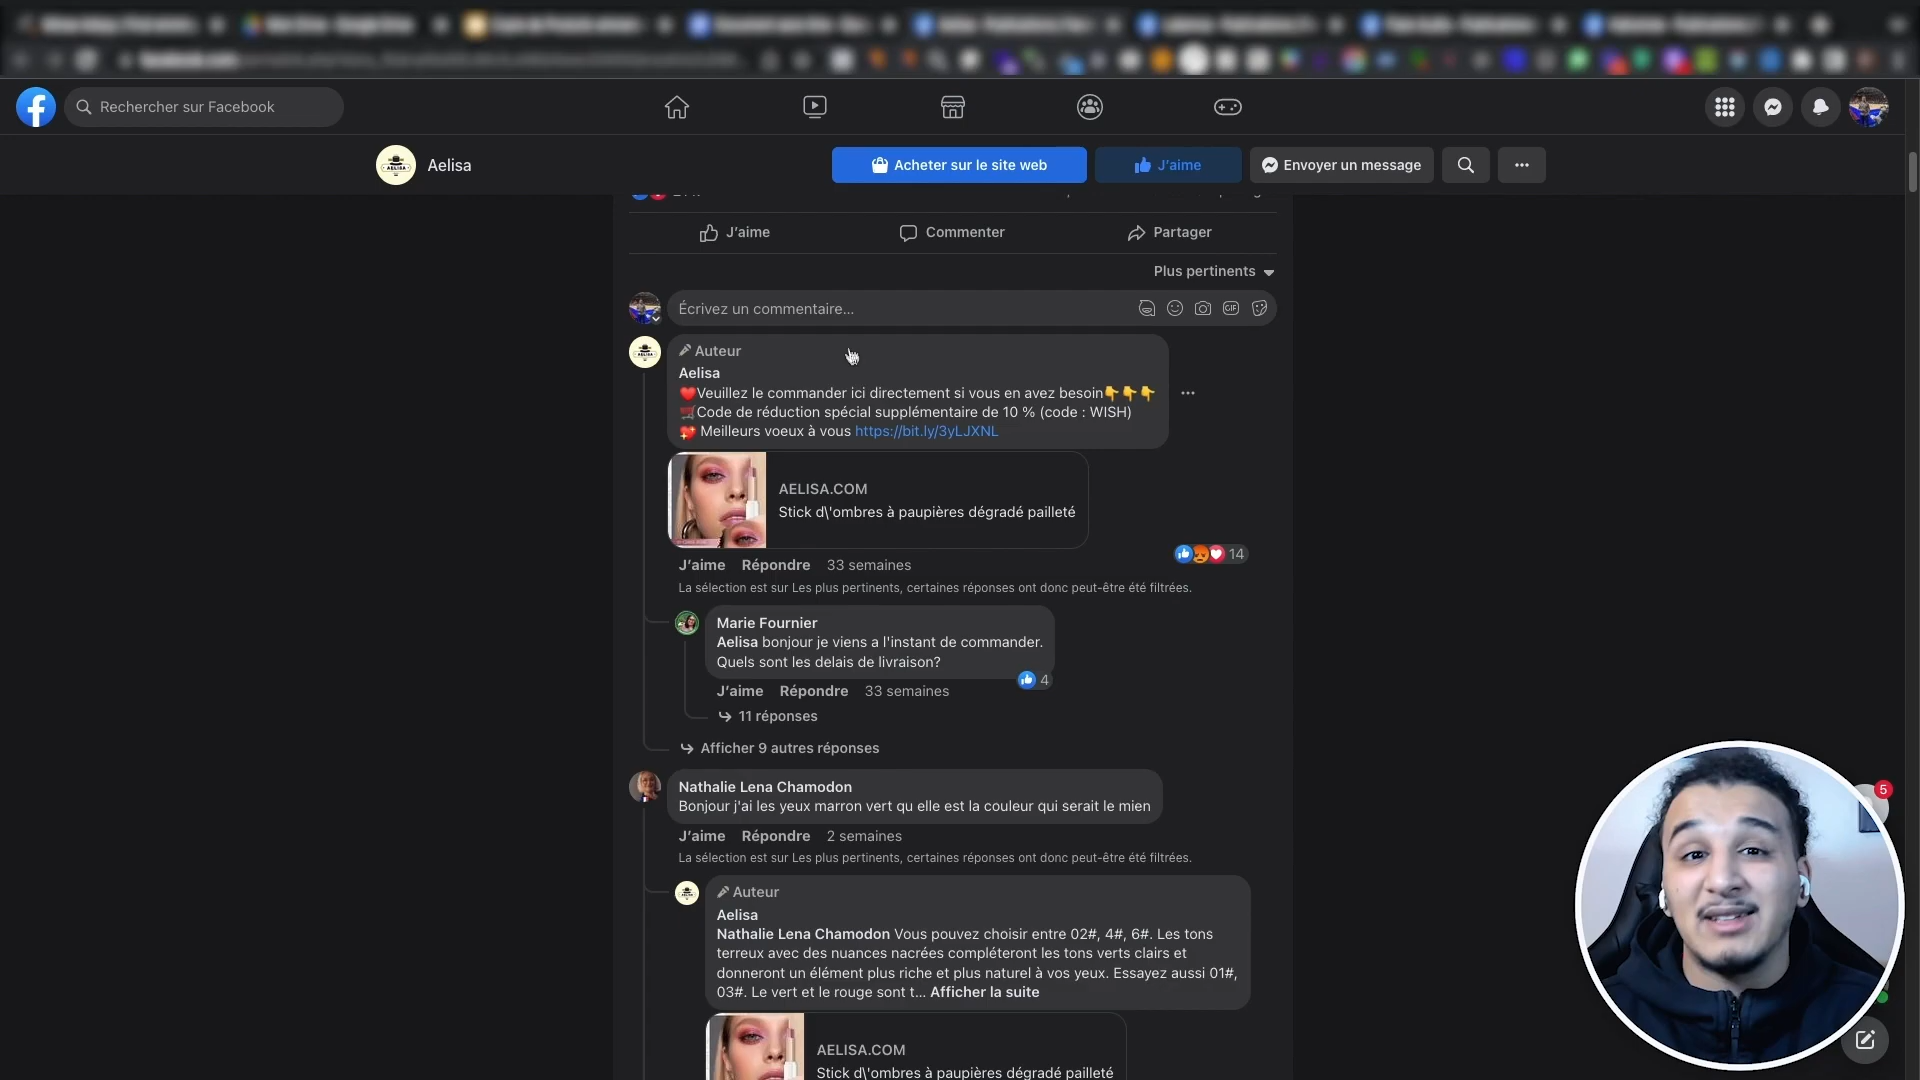 Rechercher sur Facebook
AELISA
Aelisa
Acheter sur le site web
J'aime
Envoyer un message
J'aime
Commenter
Partager
Plus pertinents
Écrivez un commentaire...
GIF
Auteur
Aelisa
❤️Veuillez le commander ici directement si vous en avez besoin👇👇👇
🛒Code de réduction spécial supplémentaire de 10 % (code : WISH)
💖 Meilleurs voeux à vous https://bit.ly/3yLJXNL
AELISA.COM
Stick d\'ombres à paupières dégradé pailleté
14
J'aime Répondre 33 semaines
La sélection est sur Les plus pertinents, certaines réponses ont donc peut-être été filtrées.
Marie Fournier
Aelisa bonjour je viens a l'instant de commander.
Quels sont les delais de livraison?
4
J'aime Répondre 33 semaines
11 réponses
Afficher 9 autres réponses
Nathalie Lena Chamodon
Bonjour j'ai les yeux marron vert qu elle est la couleur qui serait le mien
J'aime Répondre 2 semaines
La sélection est sur Les plus pertinents, certaines réponses ont donc peut-être été filtrées.
Auteur
Aelisa
Nathalie Lena Chamodon Vous pouvez choisir entre 02#, 4#, 6#. Les tons
terreux avec des nuances nacrées compléteront les tons verts clairs et
donneront un élément plus riche et plus naturel à vos yeux. Essayez aussi 01#,
03#. Le vert et le rouge sont t... Afficher la suite
AELISA.COM
Stick d\'ombres à paupières dégradé pailleté
5